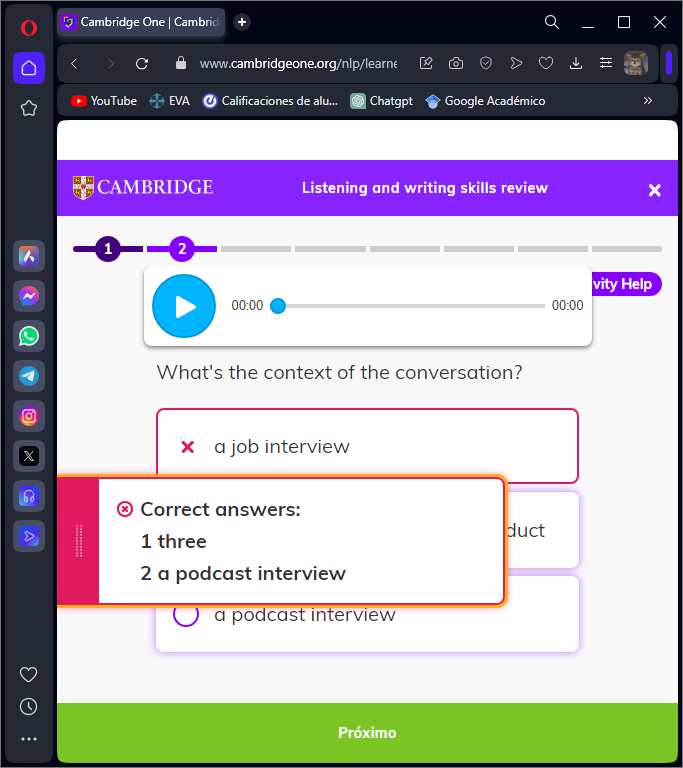 Cambridge One | Cambrid
www.cambridgeone.org/nlp/learne
YouTube
EVA
Calificaciones de alu...
Chatgpt
Google Académico
CAMBRIDGE
Listening and writing skills review
1
2
vity Help
00:00
00:00
What's the context of the conversation?
a job interview
duct
Correct answers:
1 three
2 a podcast interview
a podcast interview
Próximo